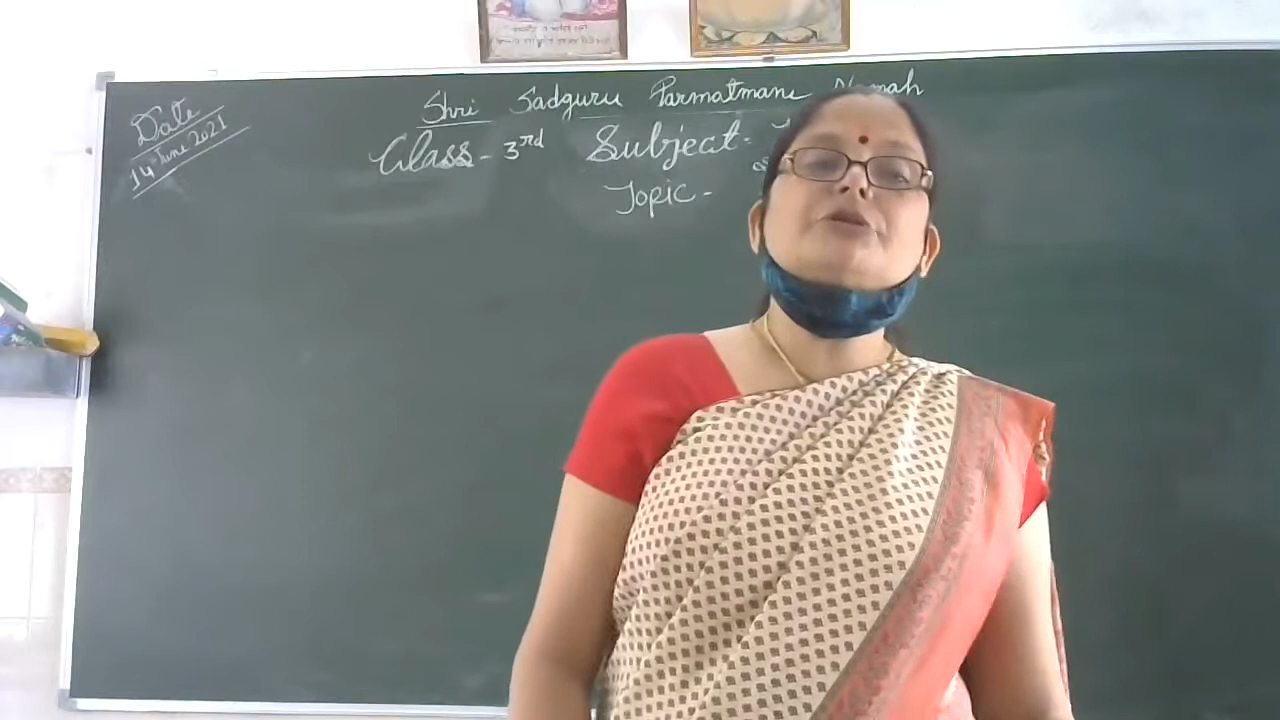 Date
14 June 2021
Shri Sadguru Parmatmane Namah
Class - 3rd Subject -
Topic -